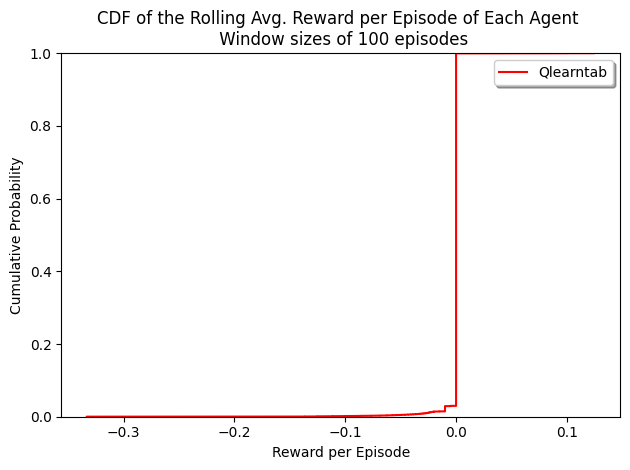 CDF of the Rolling Avg. Reward per Episode of Each Agent
Window sizes of 100 episodes
Qlearntab
1.0
0.8
0.6
0.4
0.2
0.0
Cumulative Probability
−0.3
−0.2
−0.1
0.0
0.1
Reward per Episode